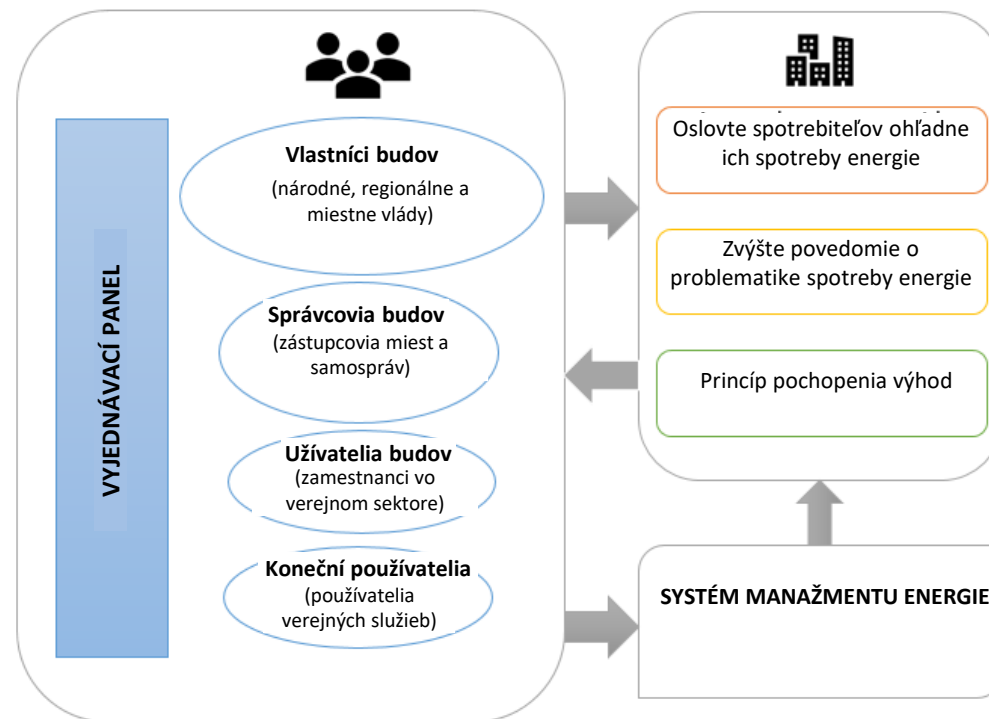 VYJEDNÁVACÍ PANEL
Vlastníci budov
(národné, regionálne a
miestne vlády)
Správcovia budov
(zástupcovia miest a
samospráv)
Užívatelia budov
(zamestnanci vo
verejnom sektore)
Koneční používatelia
(používatelia
verejných služieb)
Oslovte spotrebiteľov ohľadne
ich spotreby energie
Zvýšte povedomie o
problematike spotreby energie
Princíp pochopenia výhod
SYSTÉM MANAŽMENTU ENERGIE